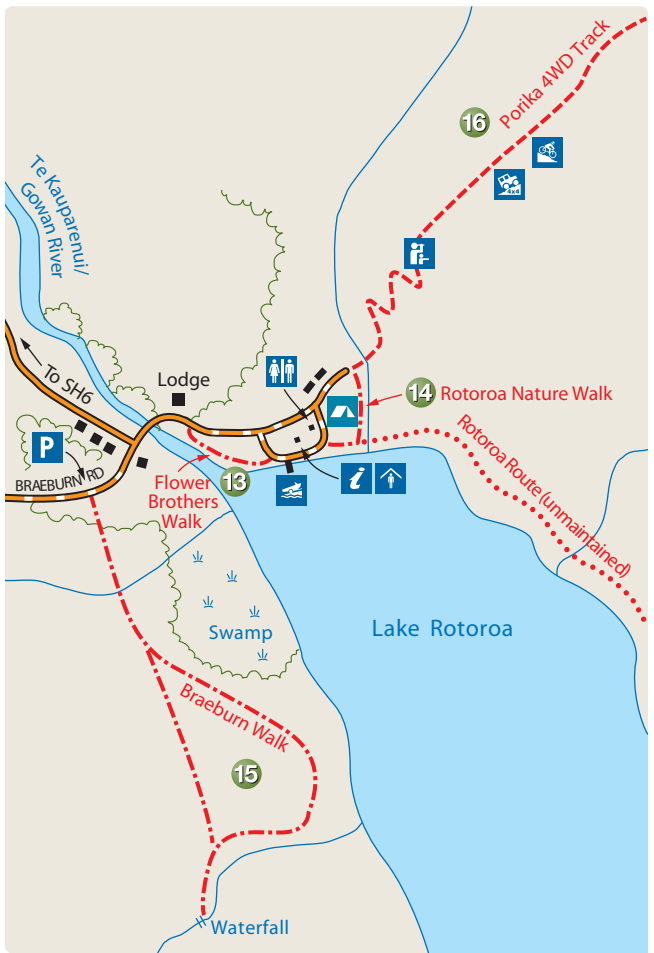 16
Porika 4WD Track
4x4
Te Kauparenui/
Gowan River
To SH6
Lodge
14 Rotoroa Nature Walk
P
BRAEBURN RD
Flower
Brothers
Walk
13
i
Rotoroa Route (unmaintained)
Swamp
Lake Rotoroa
Braeburn Walk
15
Waterfall